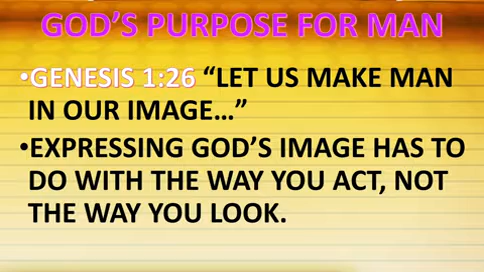 GOD’S PURPOSE FOR MAN
•GENESIS 1:26 “LET US MAKE MAN
IN OUR IMAGE…”
•EXPRESSING GOD’S IMAGE HAS TO
DO WITH THE WAY YOU ACT, NOT
THE WAY YOU LOOK.